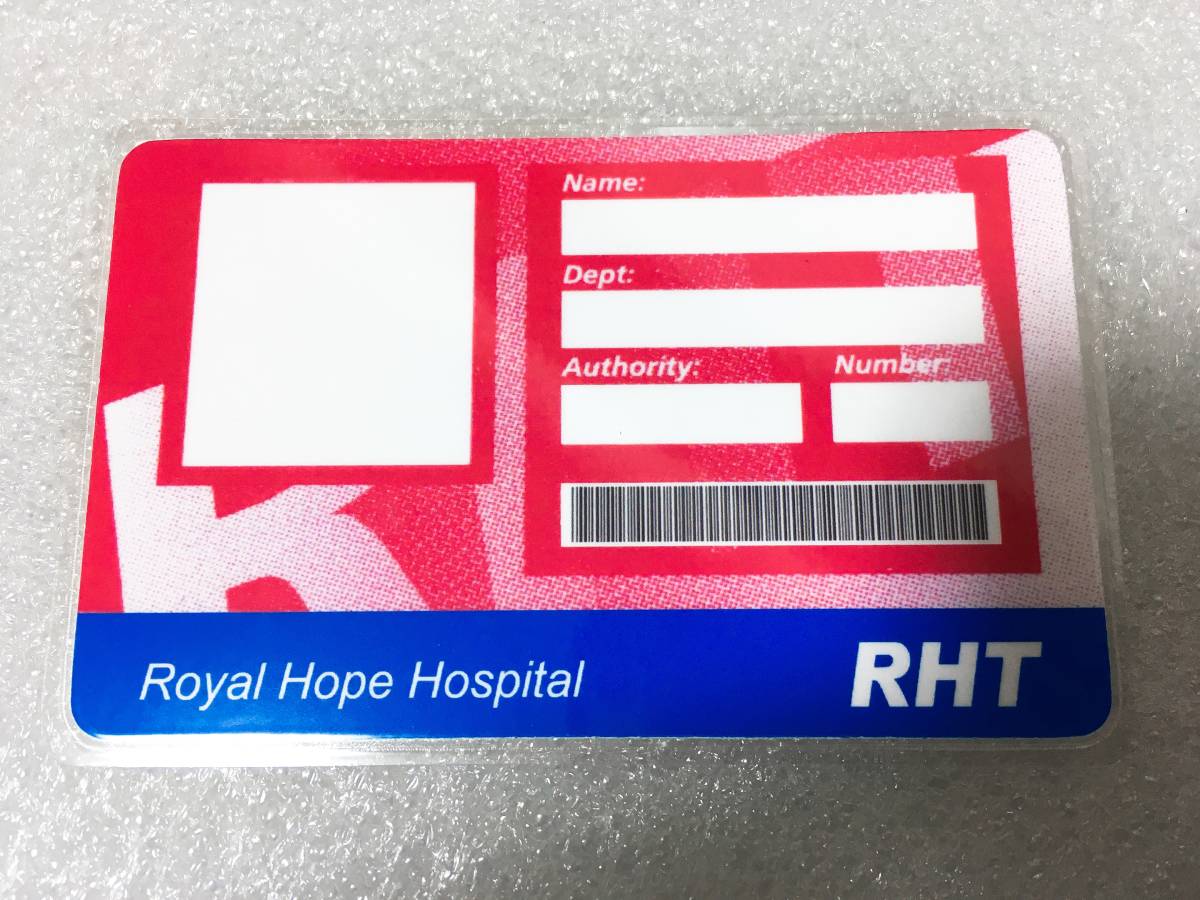 Name:
Dept:
Authority: Number:
Royal Hope Hospital RHT